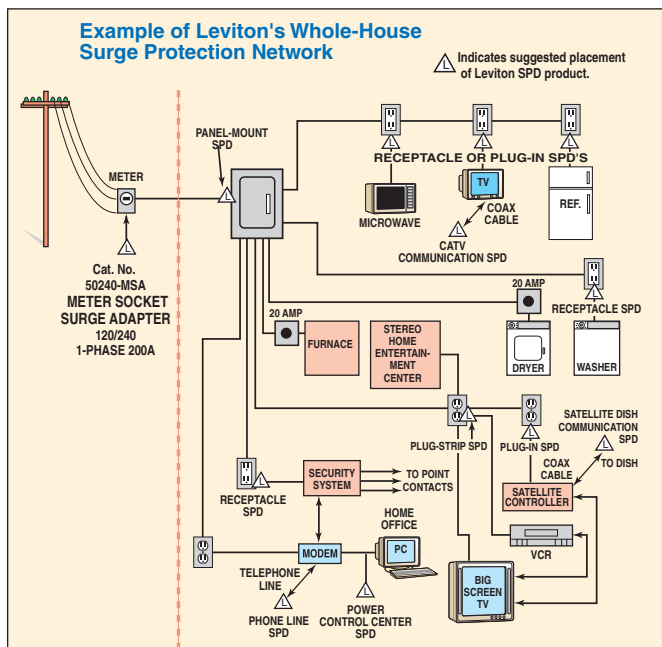 Example of Leviton's Whole-House
Surge Protection Network
L
Indicates suggested placement
of Leviton SPD product.
PANEL-MOUNT
SPD
L
METER
L
Cat. No.
50240-MSA
METER SOCKET
SURGE ADAPTER
120/240
1-PHASE 200A
L
L
L
RECEPTACLE OR PLUG-IN SPD'S
MICROWAVE
TV
COAX
CABLE
REF.
L
CATV
COMMUNICATION SPD
20 AMP
L
RECEPTACLE SPD
DRYER
WASHER
20 AMP
FURNACE
STEREO
HOME
ENTERTAIN-
MENT
CENTER
L
PLUG-STRIP SPD
L
PLUG-IN SPD
SATELLITE DISH
COMMUNICATION
SPD
L
COAX
CABLE
TO DISH
SATELLITE
CONTROLLER
VCR
BIG
SCREEN
TV
L
RECEPTACLE
SPD
SECURITY
SYSTEM
TO POINT
CONTACTS
HOME
OFFICE
MODEM
PC
TELEPHONE
LINE
L
PHONE LINE
SPD
L
POWER
CONTROL CENTER
SPD